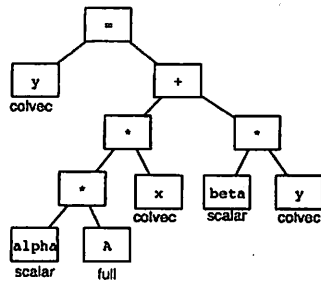 =
y
+
colvec
*
*
*
x
beta
y
colvec
scalar
colvec
alpha
A
scalar
full